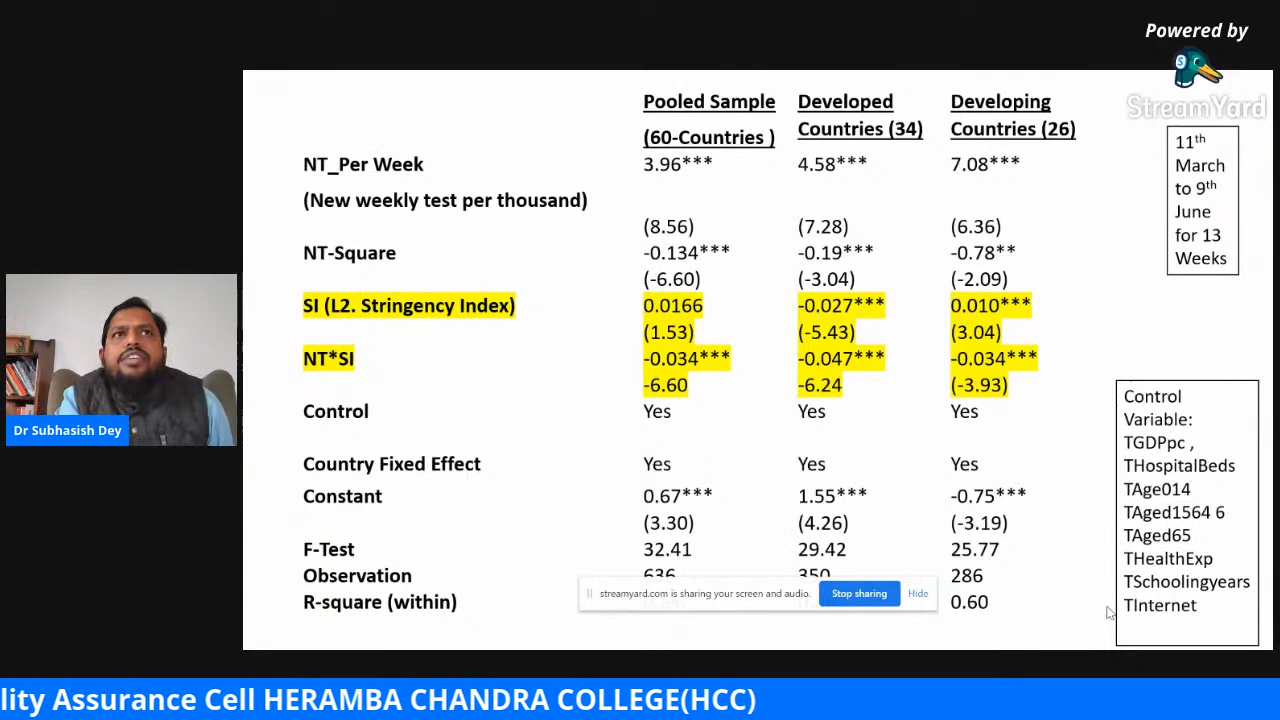 Powered by
StreamYard
Pooled Sample Developed Developing
(60-Countries ) Countries (34) Countries (26)
NT_Per Week 3.96*** 4.58*** 7.08***
(New weekly test per thousand)
(8.56) (7.28) (6.36)
NT-Square -0.134*** -0.19*** -0.78**
(-6.60) (-3.04) (-2.09)
SI (L2. Stringency Index) 0.0166 -0.027*** 0.010***
(1.53) (-5.43) (3.04)
NT*SI -0.034*** -0.047*** -0.034***
-6.60 -6.24 (-3.93)
Control Yes Yes Yes
Country Fixed Effect Yes Yes Yes
Constant 0.67*** 1.55*** -0.75***
(3.30) (4.26) (-3.19)
F-Test 32.41 29.42 25.77
Observation 636 350 286
R-square (within) 0.60
streamyard.com is sharing your screen and audio. Stop sharing Hide
11th
March
to 9th
June
for 13
Weeks
Control
Variable:
TGDPpc ,
THospitalBeds
TAge014
TAged1564 6
TAged65
THealthExp
TSchoolingyears
TInternet
Dr Subhasish Dey
lity Assurance Cell HERAMBA CHANDRA COLLEGE(HCC)